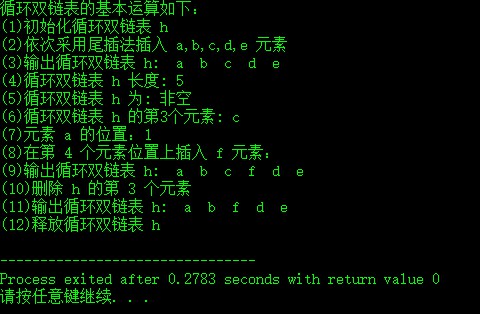 循环双链表的基本运算如下：
(1)初始化循环双链表 h
(2)依次采用尾插法插入 a,b,c,d,e 元素
(3)输出循环双链表 h:  a  b  c  d  e
(4)循环双链表 h 长度: 5
(5)循环双链表 h 为: 非空
(6)循环双链表 h 的第3个元素: c
(7)元素 a 的位置: 1
(8)在第 4 个元素位置上插入 f 元素：
(9)输出循环双链表 h:  a  b  c  f  d  e
(10)删除 h 的第 3 个元素
(11)输出循环双链表 h:  a  b  f  d  e
(12)释放循环双链表 h
--------------------------------
Process exited after 0.2783 seconds with return value 0
请按任意键继续. . .